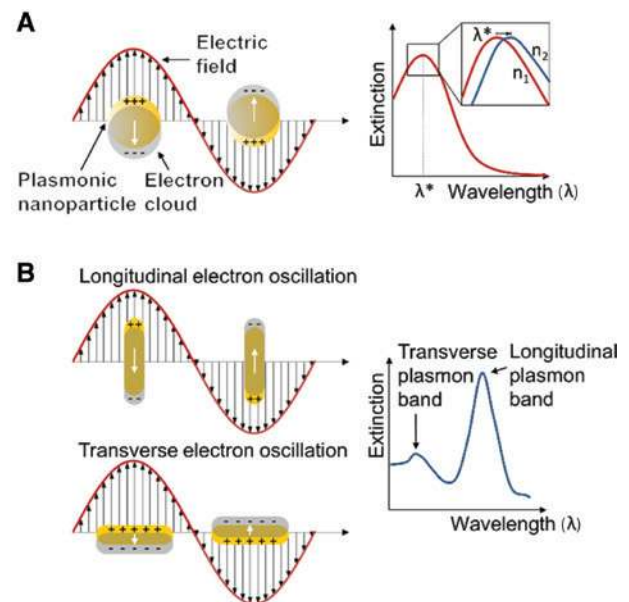 A
Electric
field
+++
- - -
- - -
+++
Plasmonic
nanoparticle
Electron
cloud
Extinction
λ*
n₂
n₁
λ*
Wavelength (λ)
B
Longitudinal electron oscillation
++
- -
- -
++
Transverse electron oscillation
+ + + + +
- - - - -
- - - - -
+ + + + +
Extinction
Transverse
plasmon
band
Longitudinal
plasmon
band
Wavelength (λ)